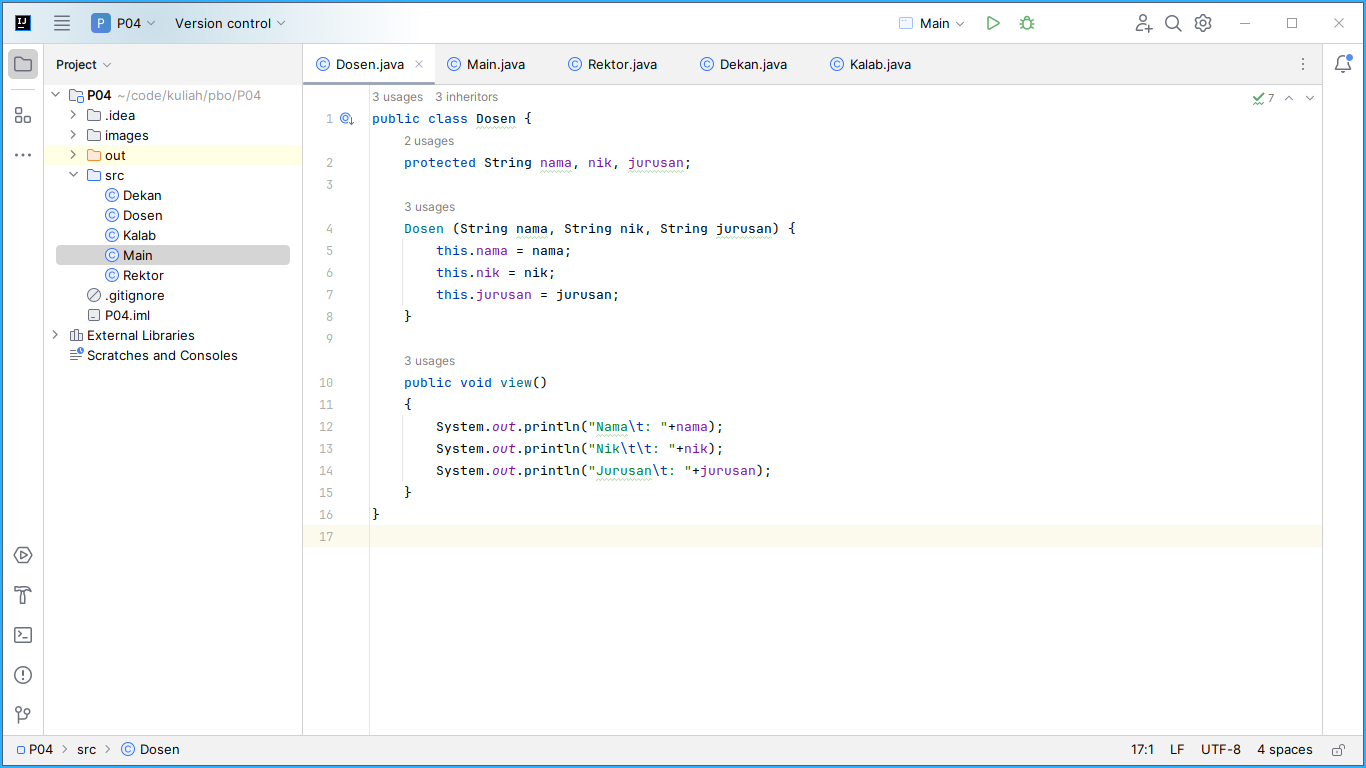 P P04 Version control Main
Project
Dosen.java Main.java Rektor.java Dekan.java Kalab.java
P04 ~/code/kuliah/pbo/P04
.idea
images
out
src
Dekan
Dosen
Kalab
Main
Rektor
.gitignore
P04.iml
External Libraries
Scratches and Consoles
3 usages 3 inheritors
7
1 public class Dosen {
2 usages
2 protected String nama, nik, jurusan;
3
3 usages
4 Dosen (String nama, String nik, String jurusan) {
5 this.nama = nama;
6 this.nik = nik;
7 this.jurusan = jurusan;
8 }
9
3 usages
10 public void view()
11 {
12 System.out.println("Nama\t: "+nama);
13 System.out.println("Nik\t\t: "+nik);
14 System.out.println("Jurusan\t: "+jurusan);
15 }
16 }
17
P04 src Dosen 17:1 LF UTF-8 4 spaces